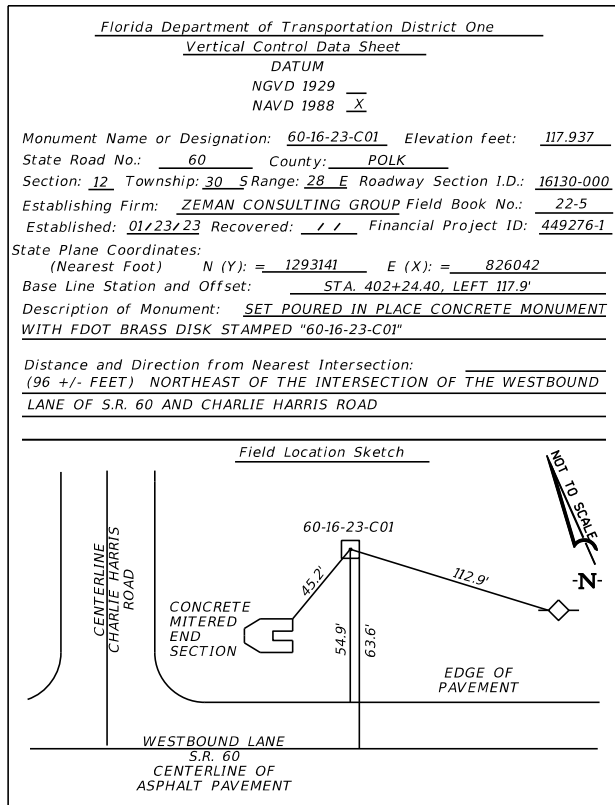 Florida Department of Transportation District One
Vertical Control Data Sheet
DATUM
NGVD 1929
NAVD 1988 X
Monument Name or Designation: 60-16-23-C01 Elevation feet: 117.937
State Road No.: 60 County: POLK
Section: 12 Township: 30 S Range: 28 E Roadway Section I.D.: 16130-000
Establishing Firm: ZEMAN CONSULTING GROUP Field Book No.: 22-5
Established: 01/23/23 Recovered: / / Financial Project ID: 449276-1
State Plane Coordinates:
(Nearest Foot) N (Y): = 1293141 E (X): = 826042
Base Line Station and Offset: STA. 402+24.40, LEFT 117.9'
Description of Monument: SET POURED IN PLACE CONCRETE MONUMENT
WITH FDOT BRASS DISK STAMPED "60-16-23-C01"
Distance and Direction from Nearest Intersection:
(96 +/- FEET) NORTHEAST OF THE INTERSECTION OF THE WESTBOUND
LANE OF S.R. 60 AND CHARLIE HARRIS ROAD
Field Location Sketch
NOT TO SCALE
-N-
60-16-23-C01
45.2'
112.9'
CENTERLINE
CHARLIE HARRIS
ROAD
CONCRETE
MITERED
END
SECTION
54.9'
63.6'
EDGE OF
PAVEMENT
WESTBOUND LANE
S.R. 60
CENTERLINE OF
ASPHALT PAVEMENT